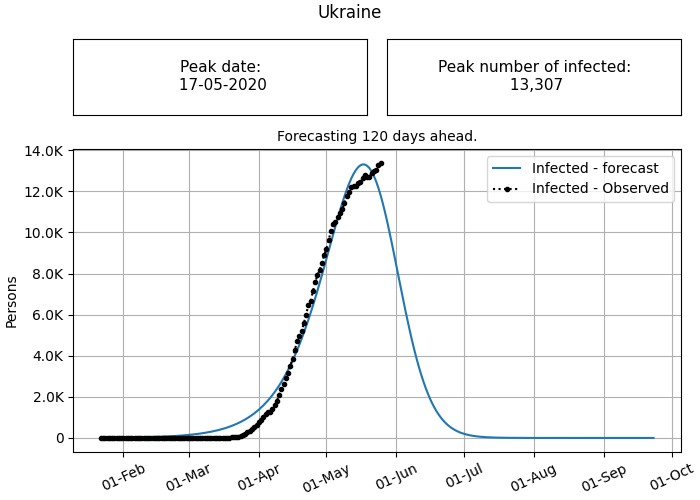 Ukraine
Peak date:
17-05-2020
Peak number of infected:
13,307
Forecasting 120 days ahead.
14.0K
12.0K
10.0K
8.0K
6.0K
4.0K
2.0K
0
Persons
Infected - forecast
Infected - Observed
01-Feb
01-Mar
01-Apr
01-May
01-Jun
01-Jul
01-Aug
01-Sep
01-Oct